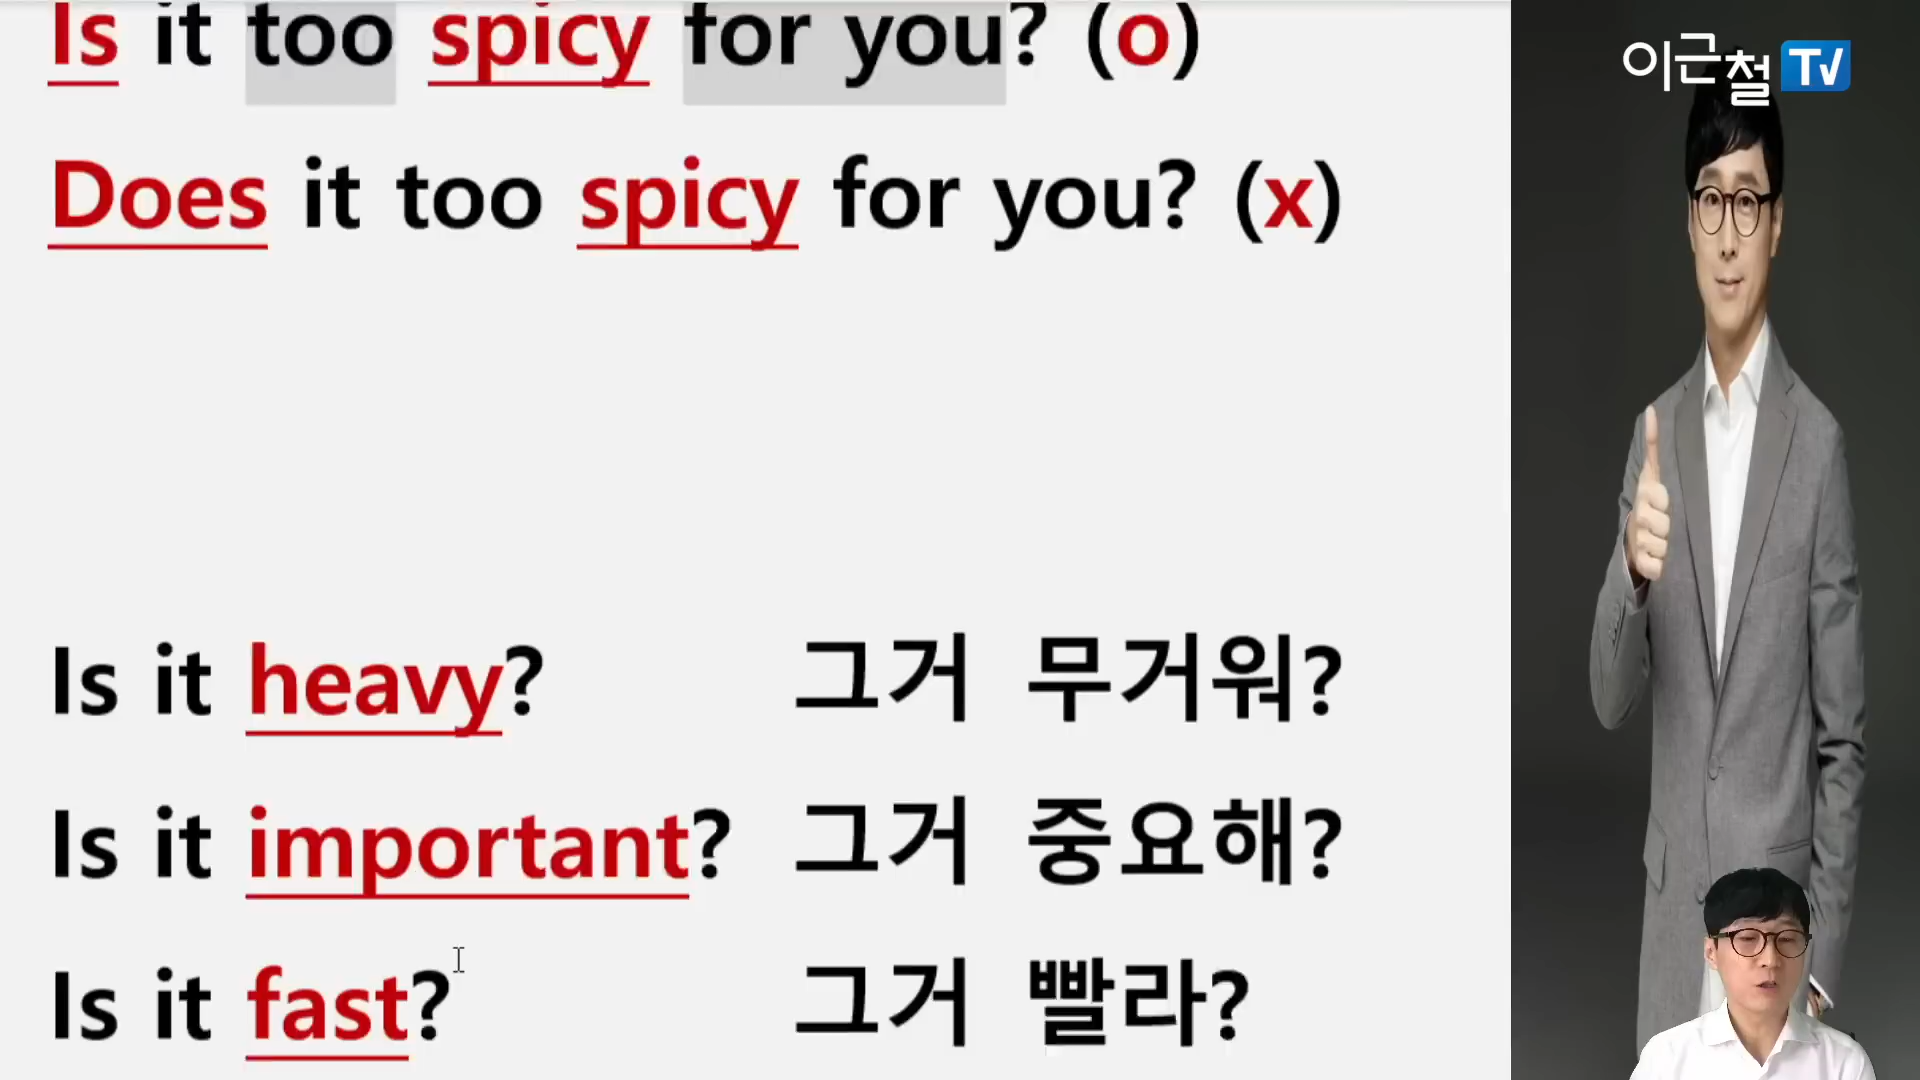 Is it too spicy for you? (o)
이근철 TV
Does it too spicy for you? (x)
Is it heavy? 그거 무거워?
Is it important? 그거 중요해?
Is it fast? 그거 빨라?